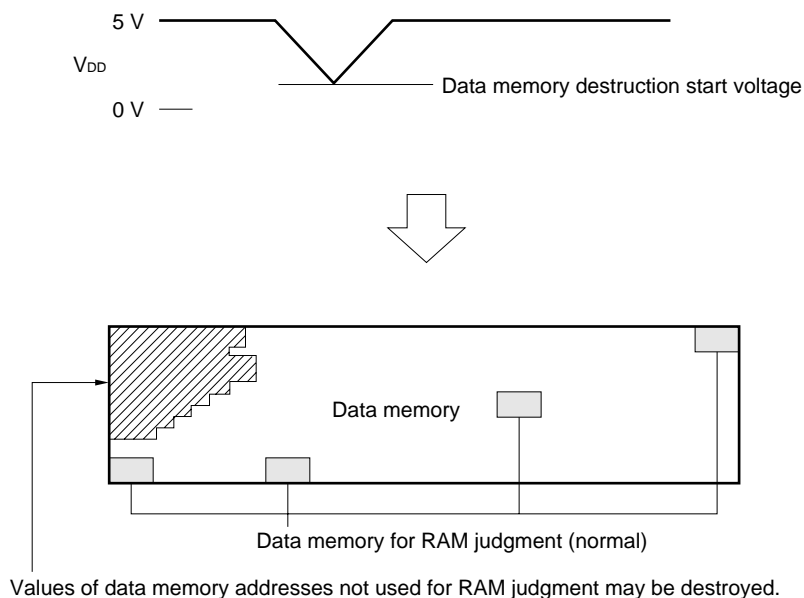 5 V
VDD
Data memory destruction start voltage
0 V
Data memory
Data memory for RAM judgment (normal)
Values of data memory addresses not used for RAM judgment may be destroyed.